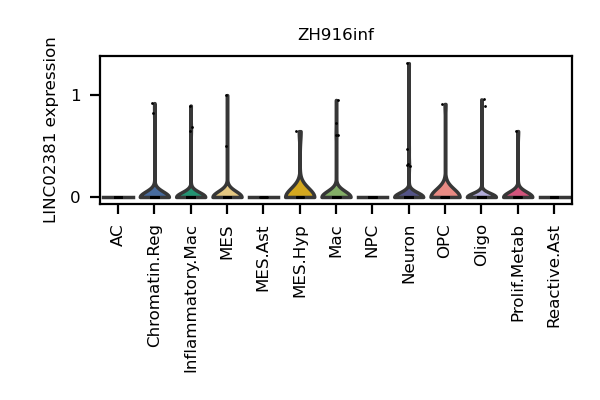 ZH916inf
LINC02381 expression
1
0
AC
Chromatin.Reg
Inflammatory.Mac
MES
MES.Ast
MES.Hyp
Mac
NPC
Neuron
OPC
Oligo
Prolif.Metab
Reactive.Ast